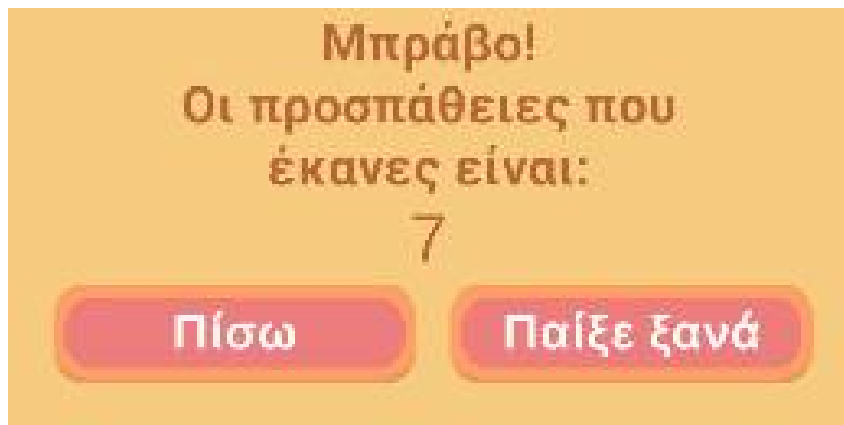 Μπράβο!
Οι προσπάθειες που
έκανες είναι:
7
Πίσω
Παίξε ξανά